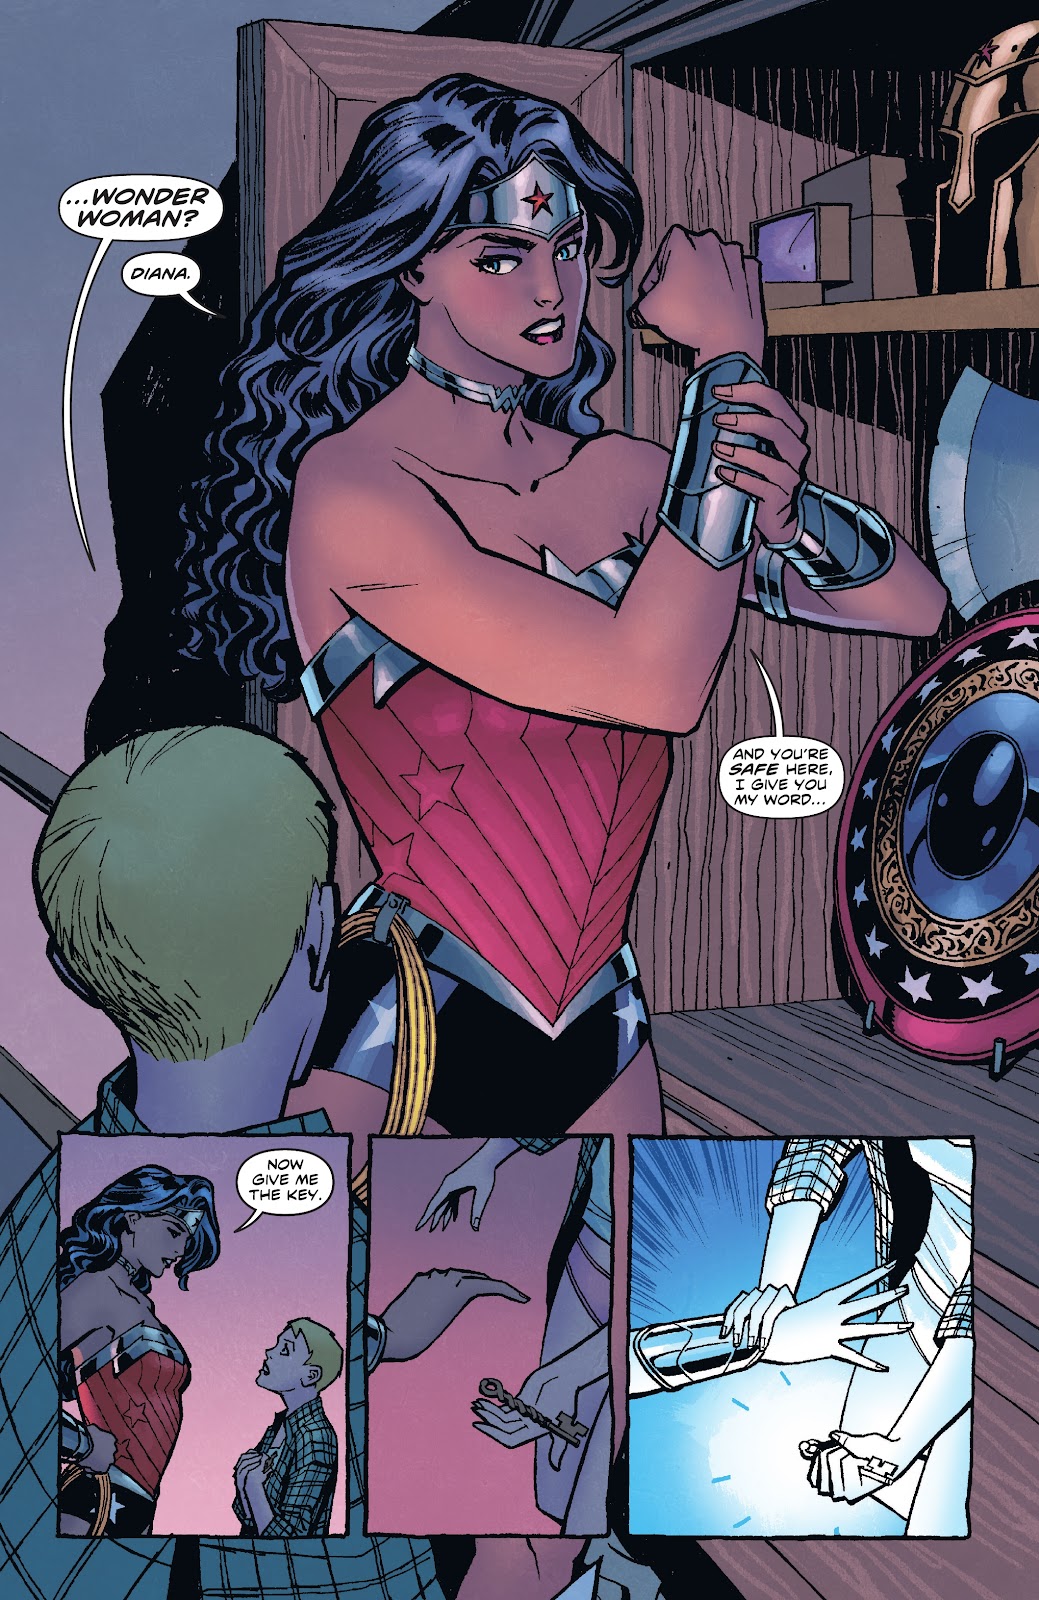 ...WONDER
WOMAN?
DIANA.
AND YOU'RE
SAFE HERE,
I GIVE YOU
MY WORD...
NOW
GIVE ME
THE KEY.